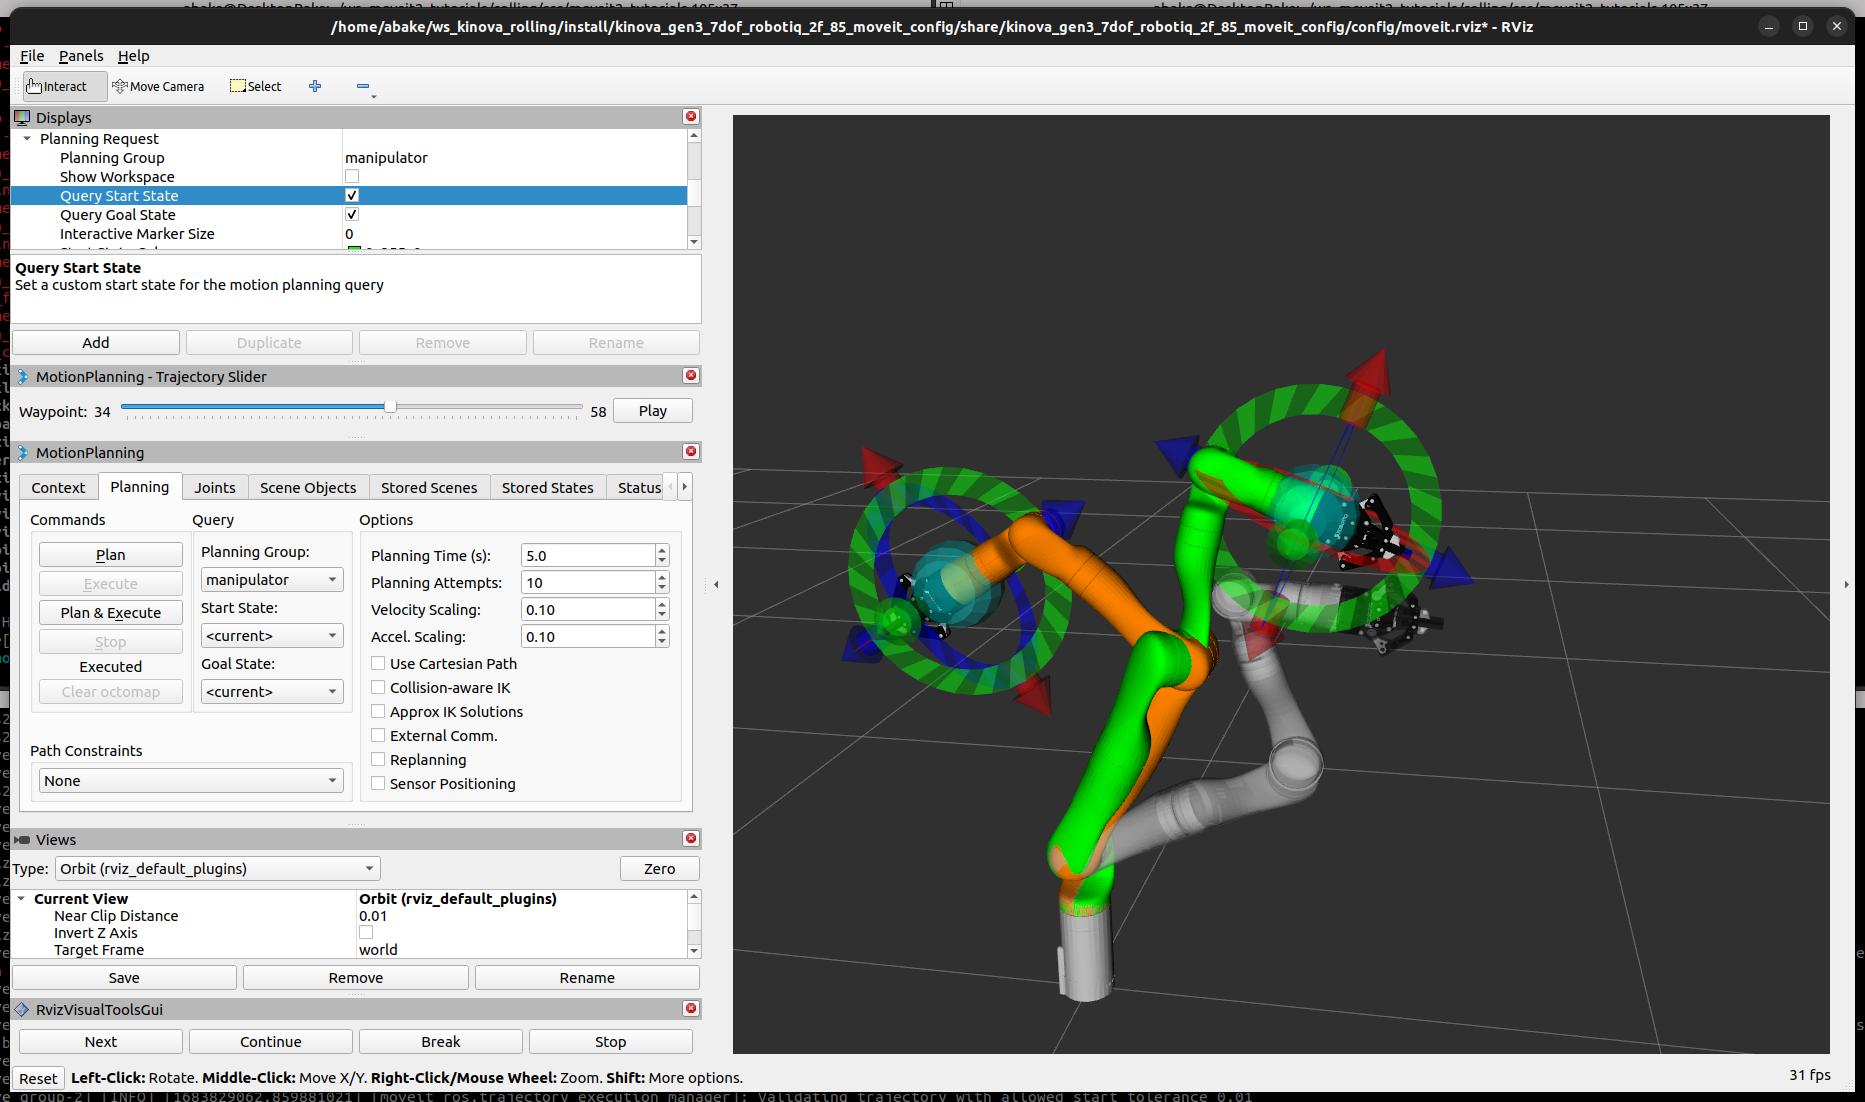 /home/abake/ws_kinova_rolling/install/kinova_gen3_7dof_robotiq_2f_85_moveit_config/share/kinova_gen3_7dof_robotiq_2f_85_moveit_config/config/moveit.rviz* - RViz
File Panels Help
Interact Move Camera Select
Displays
Planning Request
Planning Group manipulator
Show Workspace
Query Start State
Query Goal State
Interactive Marker Size 0
Query Start State
Set a custom start state for the motion planning query
Add Duplicate Remove Rename
MotionPlanning - Trajectory Slider
Waypoint: 34 58 Play
MotionPlanning
Context Planning Joints Scene Objects Stored Scenes Stored States Status
Commands Query Options
Plan
Execute
Plan & Execute
Stop
Executed
Clear octomap
Planning Group:
manipulator
Start State:
<current>
Goal State:
<current>
Planning Time (s): 5.0
Planning Attempts: 10
Velocity Scaling: 0.10
Accel. Scaling: 0.10
Use Cartesian Path
Collision-aware IK
Approx IK Solutions
External Comm.
Replanning
Sensor Positioning
Path Constraints
None
Views
Type: Orbit (rviz_default_plugins) Zero
Current View Orbit (rviz_default_plugins)
Near Clip Distance 0.01
Invert Z Axis
Target Frame world
Save Remove Rename
RvizVisualToolsGui
Next Continue Break Stop
Reset Left-Click: Rotate. Middle-Click: Move X/Y. Right-Click/Mouse Wheel: Zoom. Shift: More options. 31 fps
group-2] [INFO] [1683829062.859881021] [moveit_ros.trajectory_execution_manager]: Validating trajectory with allowed_start_tolerance 0.01